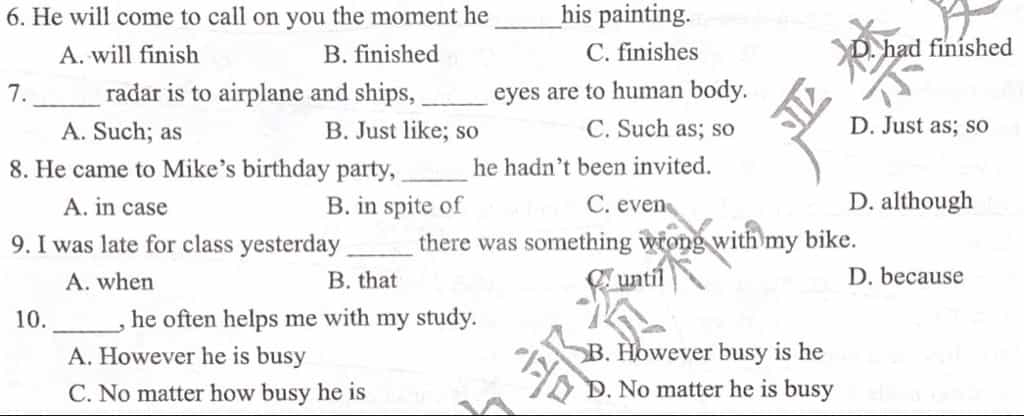 6. He will come to call on you the moment he ______ his painting.
A. will finish B. finished C. finishes D. had finished
7. ______ radar is to airplane and ships, ______ eyes are to human body.
A. Such; as B. Just like; so C. Such as; so D. Just as; so
8. He came to Mike's birthday party, ______ he hadn't been invited.
A. in case B. in spite of C. even D. although
9. I was late for class yesterday ______ there was something wrong with my bike.
A. when B. that C. until D. because
10. ______, he often helps me with my study.
A. However he is busy B. However busy is he
C. No matter how busy he is D. No matter he is busy
部资料,
严禁